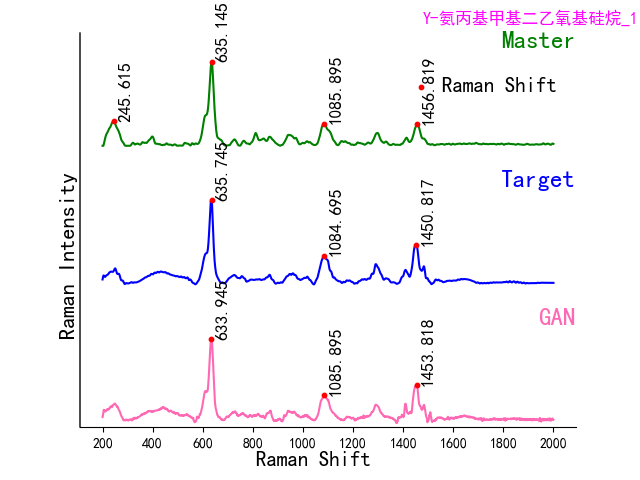 Y-氨丙基甲基二乙氧基硅烷_1
Master
Raman Shift
245.615
635.145
1085.895
1456.819
Target
635.745
1084.695
1450.817
GAN
633.945
1085.895
1453.818
Raman Intensity
200 400 600 800 1000 1200 1400 1600 1800 2000
Raman Shift